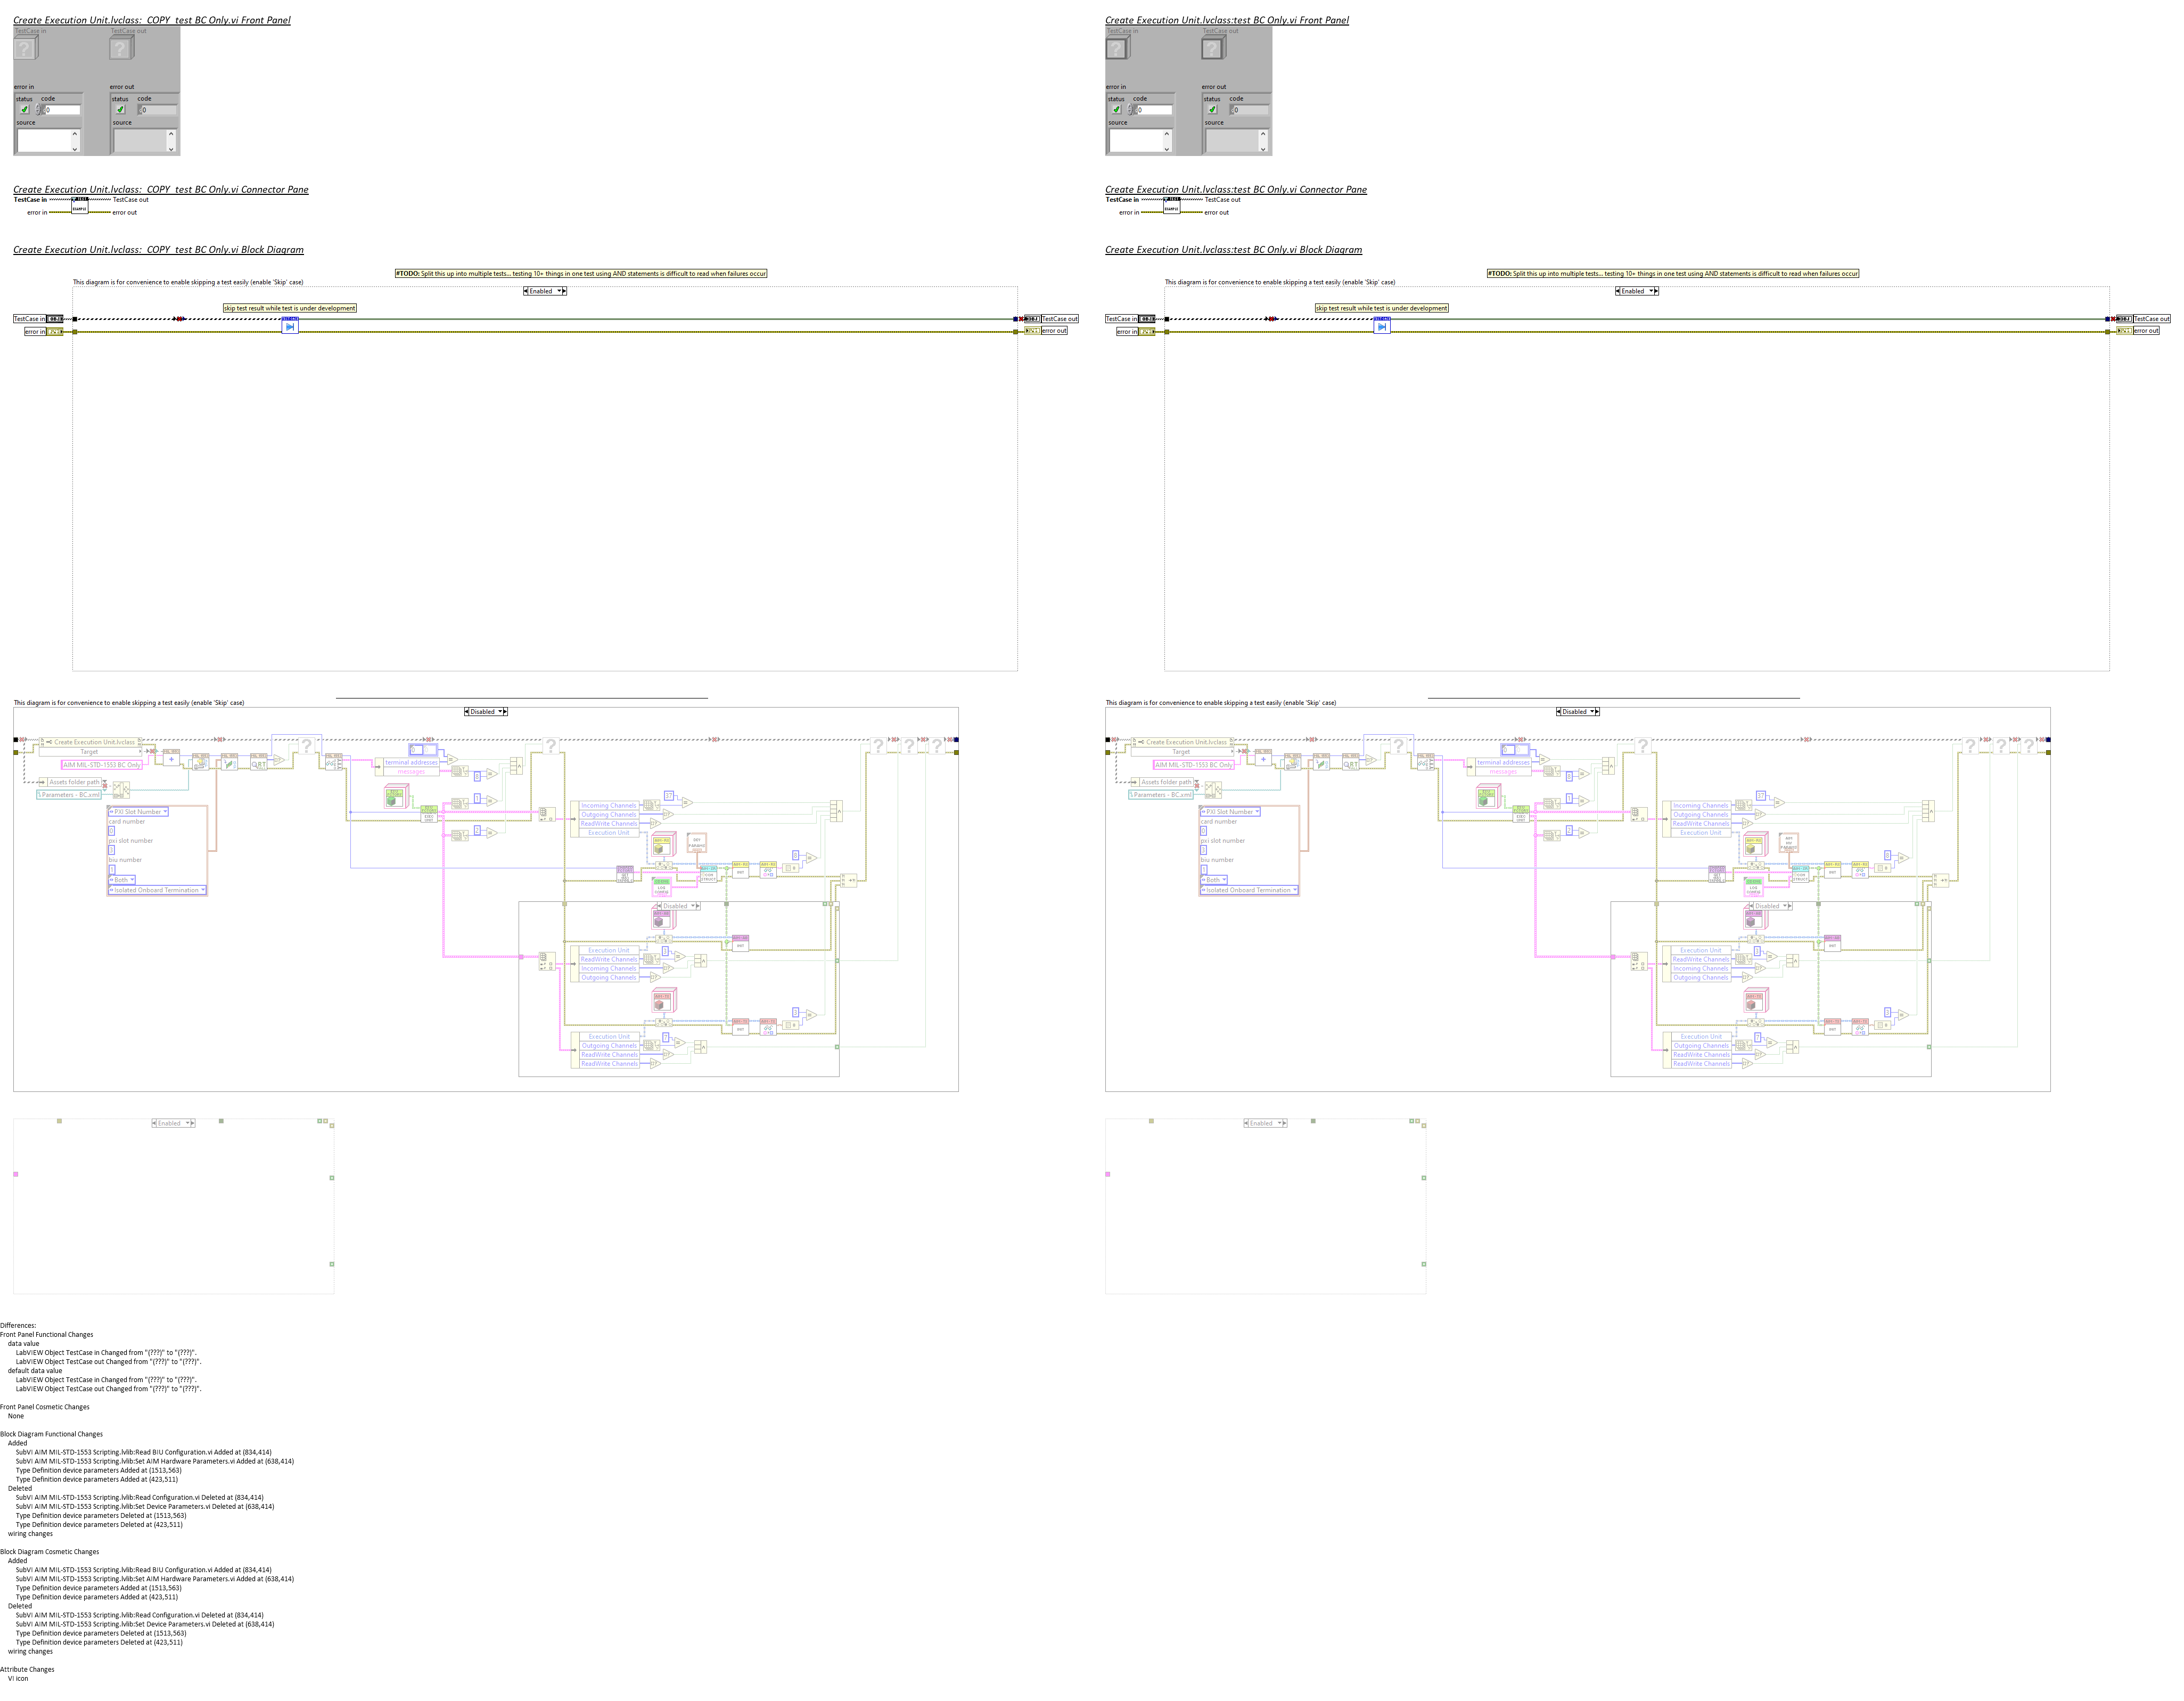 Create Execution Unit.lvclass:_COPY_test BC Only.vi Front Panel
TestCase in
TestCase out
error in
error out
status
code
status
code
0
0
source
source
Create Execution Unit.lvclass:_COPY_test BC Only.vi Connector Pane
TestCase in
TestCase out
error in
error out
Create Execution Unit.lvclass:_COPY_test BC Only.vi Block Diagram
#TODO: Split this up into multiple tests... testing 10+ things in one test using AND statements is difficult to read when failures occur
This diagram is for convenience to enable skipping a test easily (enable 'Skip' case)
Enabled
skip test result while test is under development
TestCase in
TestCase out
error in
error out
This diagram is for convenience to enable skipping a test easily (enable 'Skip' case)
Disabled
Create Execution Unit.lvclass
Target
AIM MIL-STD-1553 BC Only
Assets folder path
Parameters - BC.xml
PXI Slot Number
card number
0
pxi slot number
3
biu number
1
Both
Isolated Onboard Termination
terminal addresses
messages
0
1
2
Incoming Channels
Outgoing Channels
ReadWrite Channels
Execution Unit
37
Disabled
Execution Unit
ReadWrite Channels
Incoming Channels
Outgoing Channels
3
Execution Unit
Outgoing Channels
ReadWrite Channels
ReadWrite Channels
7
3
Enabled
Create Execution Unit.lvclass:test BC Only.vi Front Panel
TestCase in
TestCase out
error in
error out
status
code
status
code
0
0
source
source
Create Execution Unit.lvclass:test BC Only.vi Connector Pane
TestCase in
TestCase out
error in
error out
Create Execution Unit.lvclass:test BC Only.vi Block Diagram
#TODO: Split this up into multiple tests... testing 10+ things in one test using AND statements is difficult to read when failures occur
This diagram is for convenience to enable skipping a test easily (enable 'Skip' case)
Enabled
skip test result while test is under development
TestCase in
TestCase out
error in
error out
This diagram is for convenience to enable skipping a test easily (enable 'Skip' case)
Disabled
Create Execution Unit.lvclass
Target
AIM MIL-STD-1553 BC Only
Assets folder path
Parameters - BC.xml
PXI Slot Number
card number
0
pxi slot number
3
biu number
1
Both
Isolated Onboard Termination
terminal addresses
messages
0
1
2
Incoming Channels
Outgoing Channels
ReadWrite Channels
Execution Unit
37
Disabled
Execution Unit
ReadWrite Channels
Incoming Channels
Outgoing Channels
3
Execution Unit
Outgoing Channels
ReadWrite Channels
ReadWrite Channels
7
3
Enabled
Differences:
Front Panel Functional Changes
data value
LabVIEW Object TestCase in Changed from "(???)" to "(???)".
LabVIEW Object TestCase out Changed from "(???)" to "(???)".
default data value
LabVIEW Object TestCase in Changed from "(???)" to "(???)".
LabVIEW Object TestCase out Changed from "(???)" to "(???)".
Front Panel Cosmetic Changes
None
Block Diagram Functional Changes
Added
SubVI AIM MIL-STD-1553 Scripting.lvlib:Read BIU Configuration.vi Added at (834,414)
SubVI AIM MIL-STD-1553 Scripting.lvlib:Set AIM Hardware Parameters.vi Added at (638,414)
Type Definition device parameters Added at (1513,563)
Type Definition device parameters Added at (423,511)
Deleted
SubVI AIM MIL-STD-1553 Scripting.lvlib:Read Configuration.vi Deleted at (834,414)
SubVI AIM MIL-STD-1553 Scripting.lvlib:Set Device Parameters.vi Deleted at (638,414)
Type Definition device parameters Deleted at (1513,563)
Type Definition device parameters Deleted at (423,511)
wiring changes
Block Diagram Cosmetic Changes
Added
SubVI AIM MIL-STD-1553 Scripting.lvlib:Read BIU Configuration.vi Added at (834,414)
SubVI AIM MIL-STD-1553 Scripting.lvlib:Set AIM Hardware Parameters.vi Added at (638,414)
Type Definition device parameters Added at (1513,563)
Type Definition device parameters Added at (423,511)
Deleted
SubVI AIM MIL-STD-1553 Scripting.lvlib:Read Configuration.vi Deleted at (834,414)
SubVI AIM MIL-STD-1553 Scripting.lvlib:Set Device Parameters.vi Deleted at (638,414)
Type Definition device parameters Deleted at (1513,563)
Type Definition device parameters Deleted at (423,511)
wiring changes
Attribute Changes
VI icon